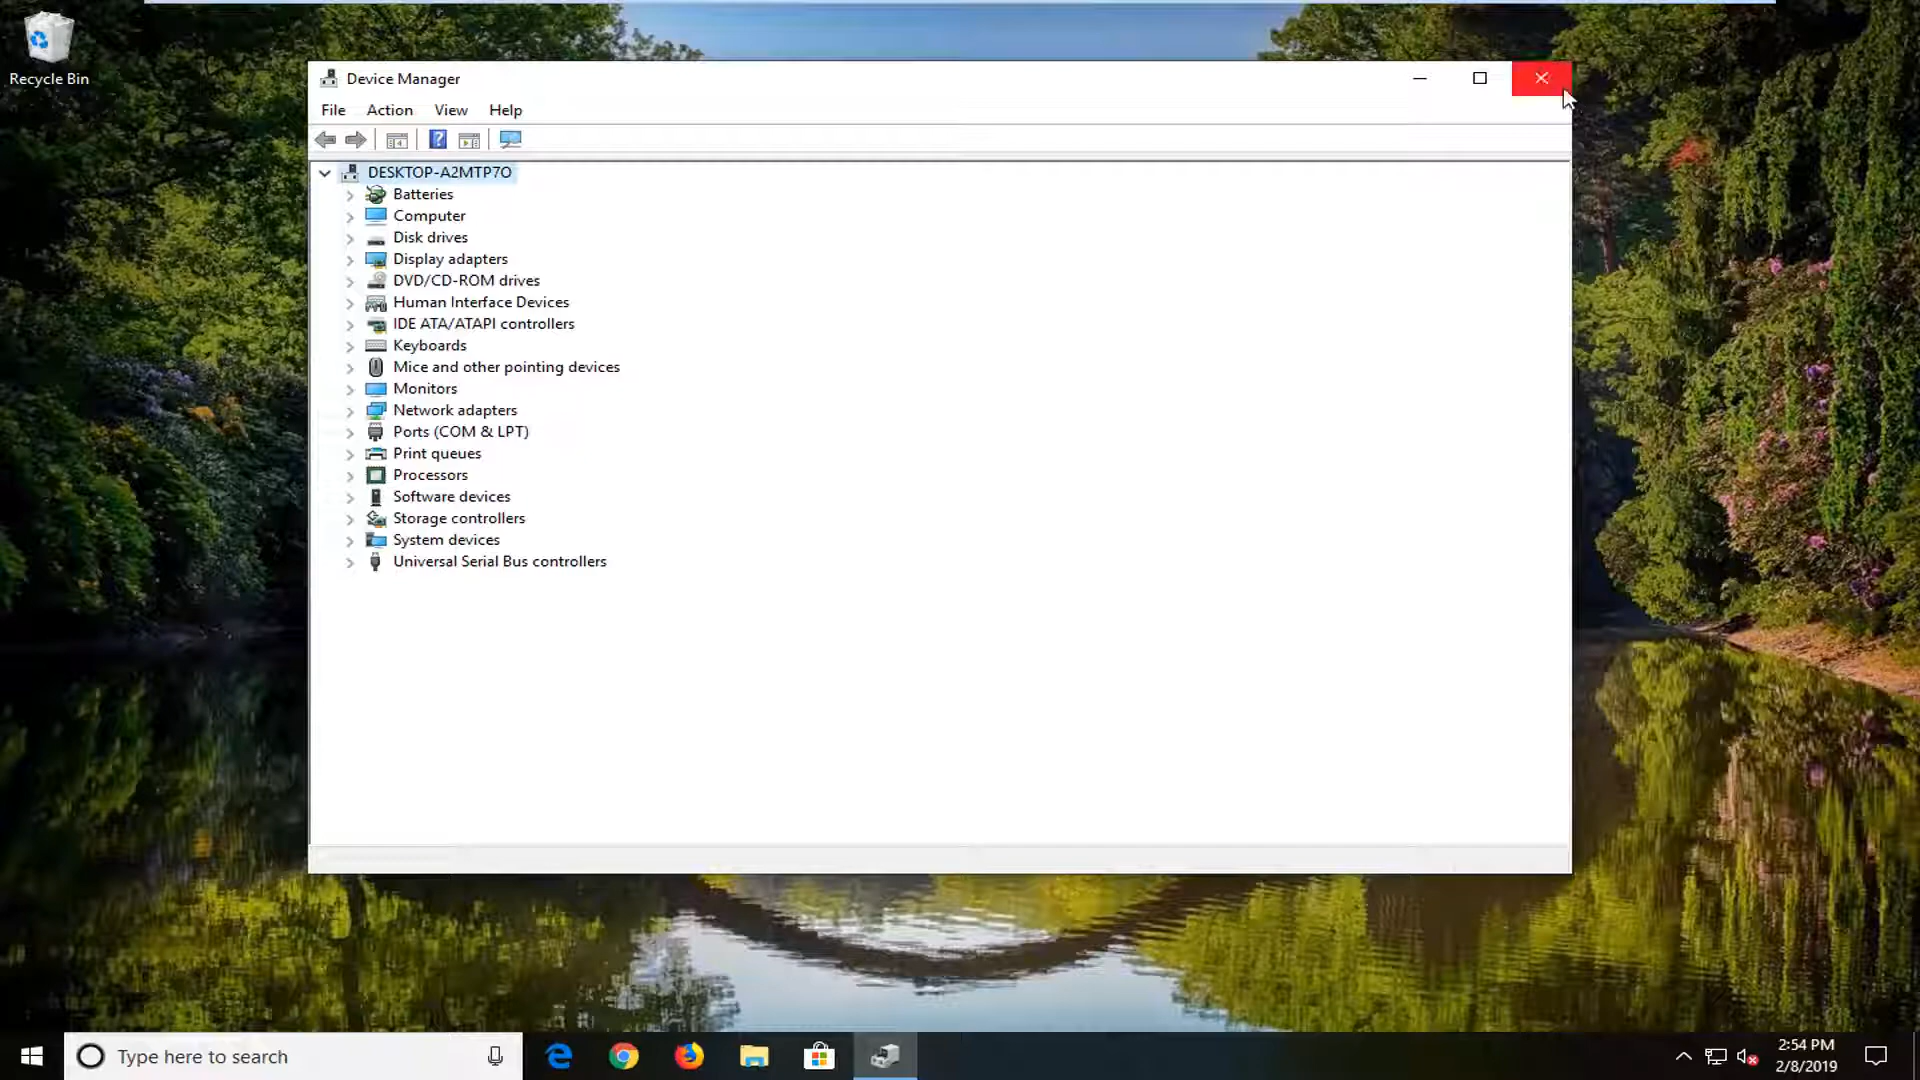 Recycle Bin
Device Manager
File Action View Help
DESKTOP-A2MTP7O
Batteries
Computer
Disk drives
Display adapters
DVD/CD-ROM drives
Human Interface Devices
IDE ATA/ATAPI controllers
Keyboards
Mice and other pointing devices
Monitors
Network adapters
Ports (COM & LPT)
Print queues
Processors
Software devices
Storage controllers
System devices
Universal Serial Bus controllers
Type here to search
2:54 PM
2/8/2019